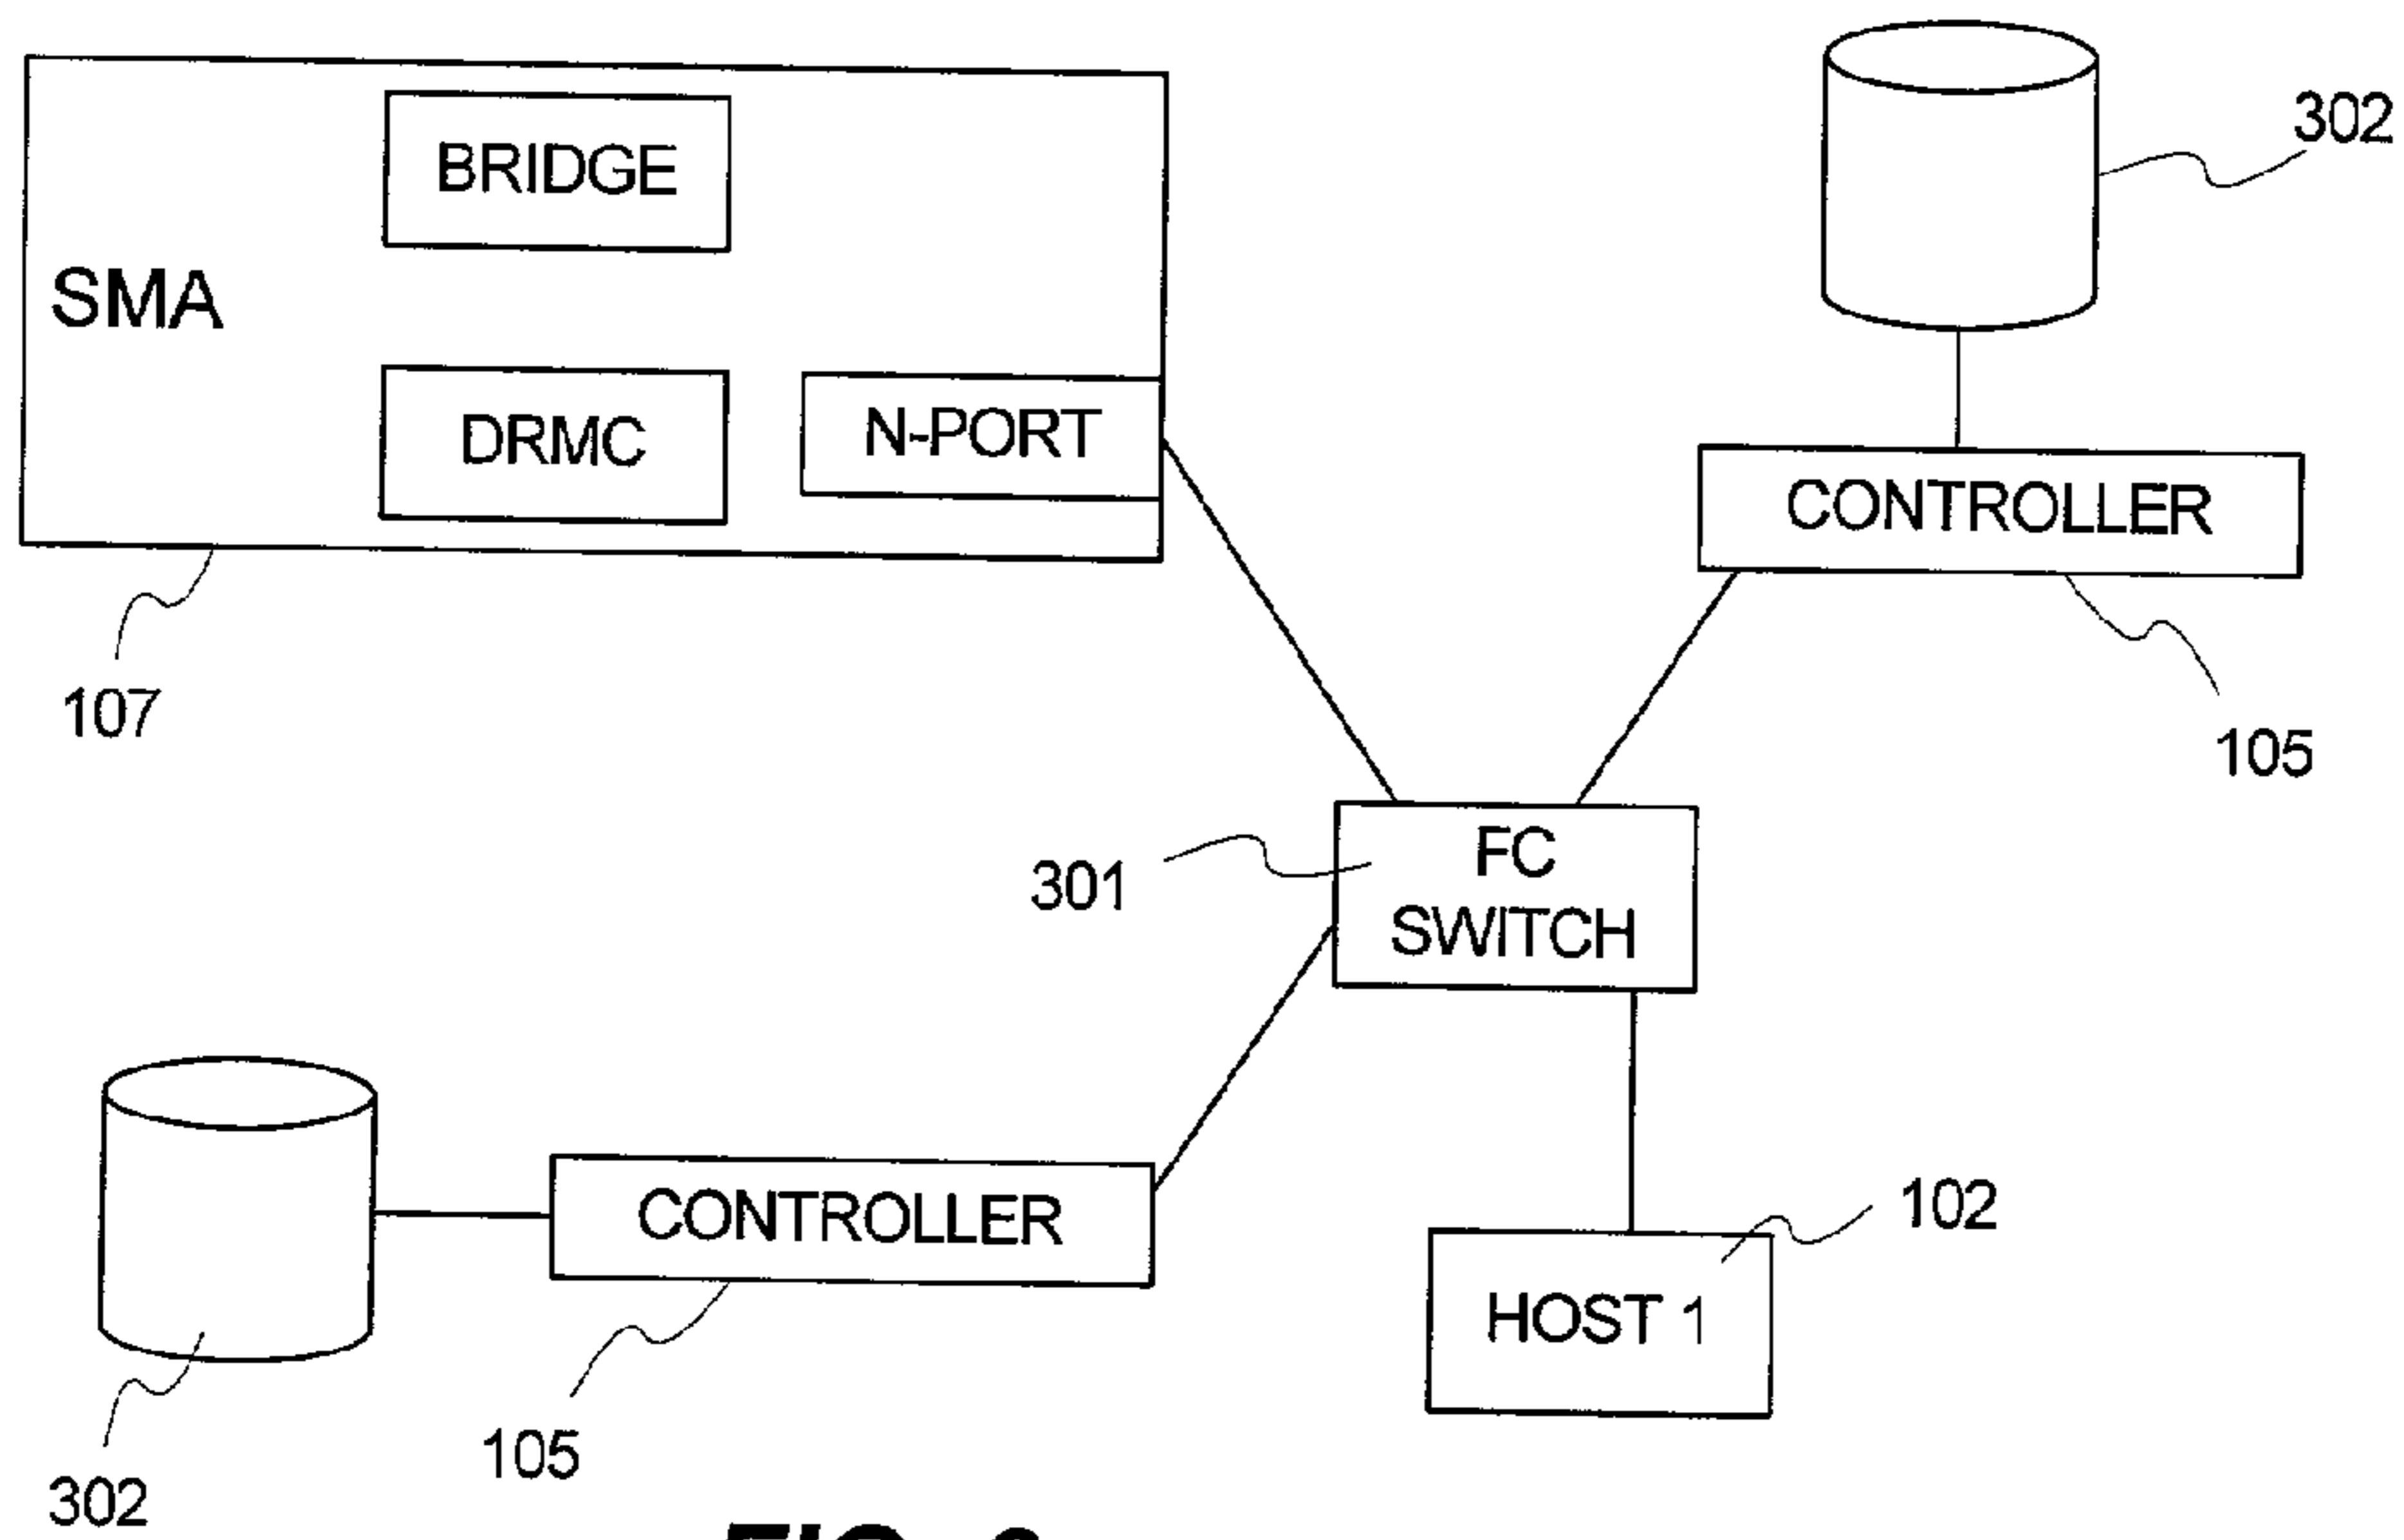 BRIDGE
SMA
DRMC
N-PORT
107
302
CONTROLLER
105
301
FC
SWITCH
CONTROLLER
105
302
102
HOST 1